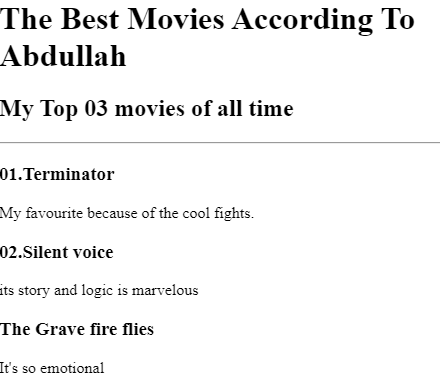 The Best Movies According To
Abdullah
My Top 03 movies of all time
01.Terminator
My favourite because of the cool fights.
02.Silent voice
its story and logic is marvelous
The Grave fire flies
It's so emotional